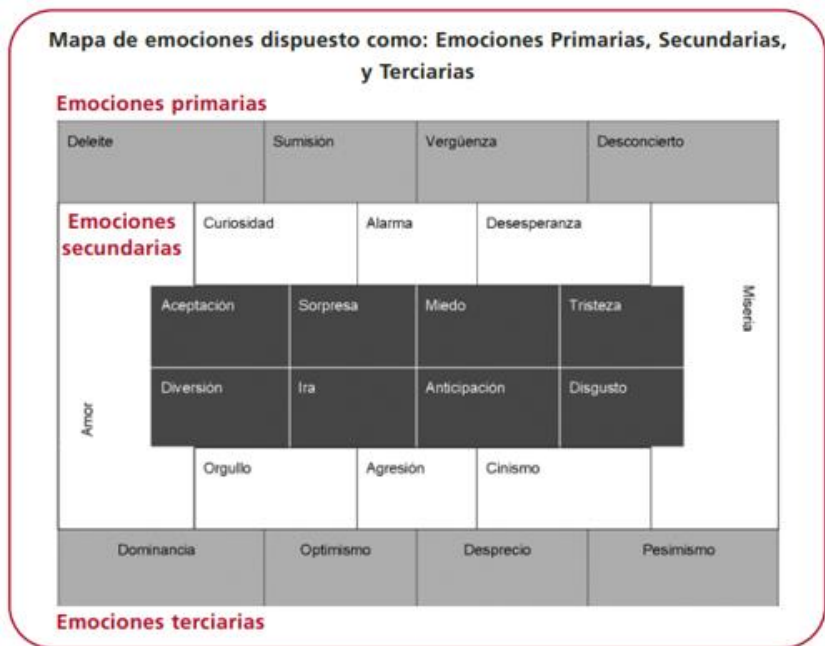 Mapa de emociones dispuesto como: Emociones Primarias, Secundarias,
y Terciarias
Emociones primarias
Deleite Sumisión Vergüenza Desconcierto
Emociones
secundarias
Curiosidad Alarma Desesperanza
Aceptación Sorpresa Miedo Tristeza
Miseria
Diversión Ira Anticipación Disgusto
Amor
Orgullo Agresión Cinismo
Dominancia Optimismo Desprecio Pesimismo
Emociones terciarias